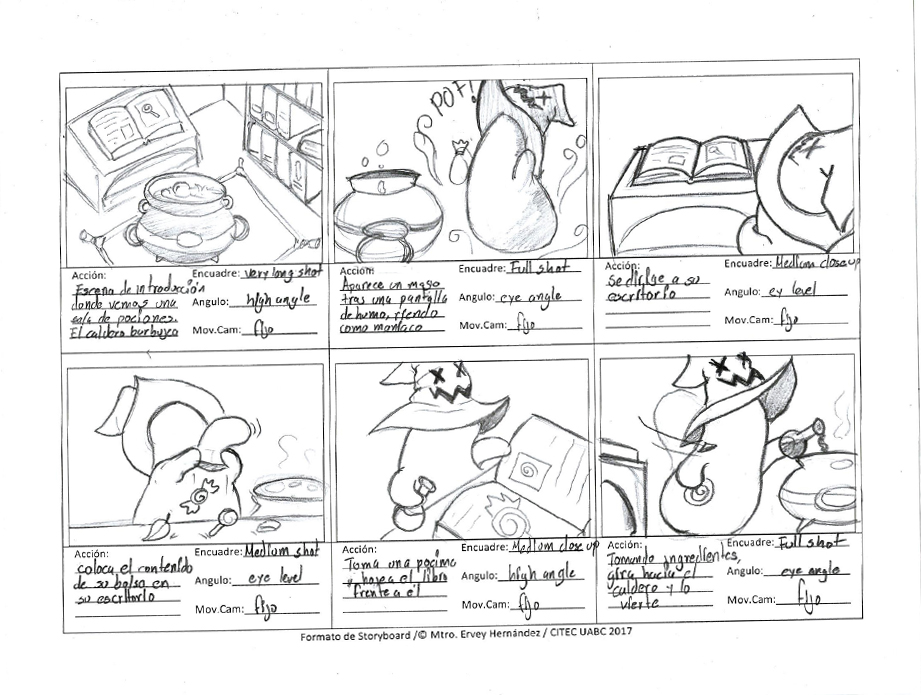 POF!
Acción:
Escena de introducción
donde vemos una
sala de pociones.
El caldero burbujea
Encuadre: Very long shot
Angulo: high angle
Mov.Cam: fijo
Acción:
Aparece un mago
tras una pantalla
de humo, riendo
como maniaco
Encuadre: Full shot
Angulo: eye angle
Mov.Cam: fijo
Acción:
Se dirige a su
escritorio
Encuadre: Medium close up
Angulo: ey level
Mov.Cam: fijo
Acción:
coloca el contenido
de su bolso en
su escritorio
Encuadre: Medium shot
Angulo: eye level
Mov.Cam: fijo
Acción:
Toma una pocima
y hojea el libro
frente a él
Encuadre: Medium close up
Angulo: high angle
Mov.Cam: fijo
Acción:
Tomando ingredientes,
gira hacia el
caldero y lo
vierte
Encuadre: Full shot
Angulo: eye angle
Mov.Cam: fijo
Formato de Storyboard /© Mtro. Ervey Hernández / CITEC UABC 2017